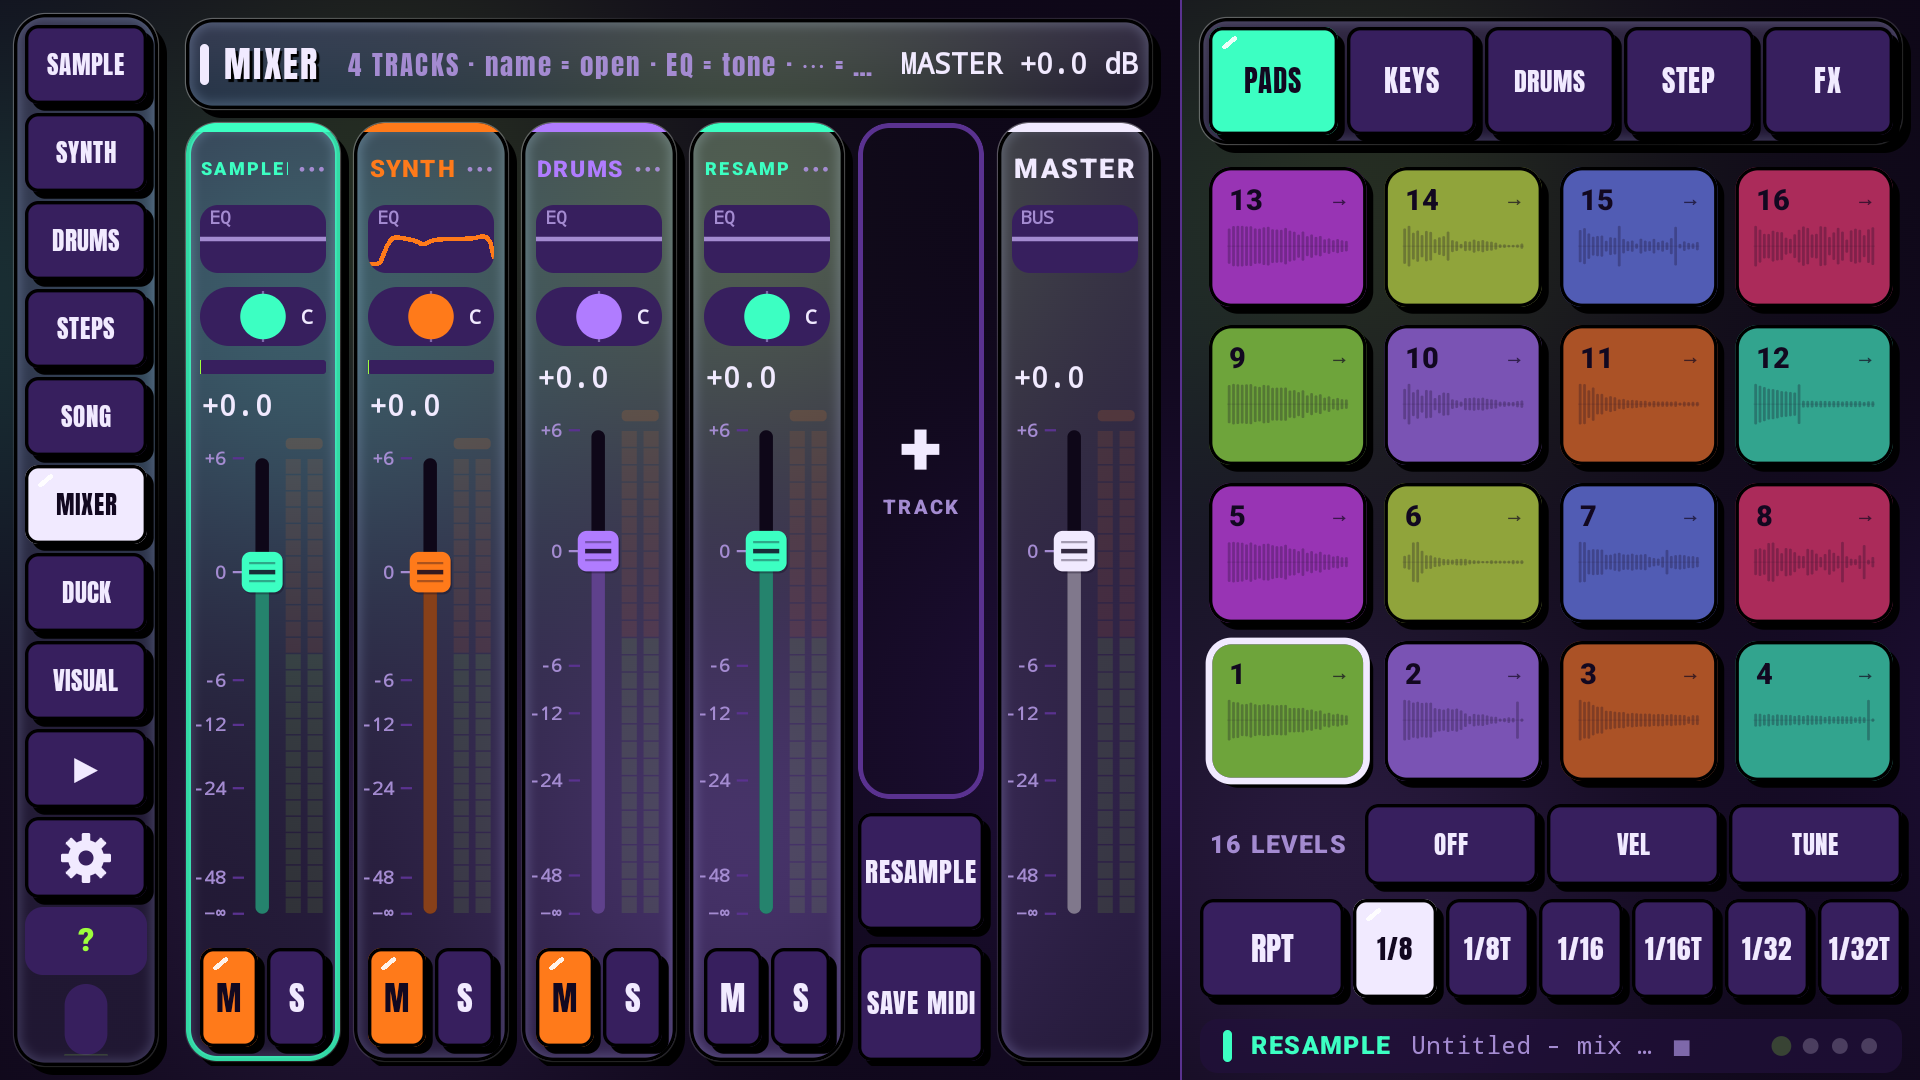 SAMPLE
SYNTH
DRUMS
STEPS
SONG
MIXER
DUCK
VISUAL
?
MIXER
4 TRACKS · name = open · EQ = tone · ··· = …
MASTER +0.0 dB
SAMPLE
EQ
C
+0.0
+6
0
-6
-12
-24
-48
-∞
M
S
SYNTH
EQ
C
+0.0
+6
0
-6
-12
-24
-48
-∞
M
S
DRUMS
EQ
C
+0.0
+6
0
-6
-12
-24
-48
-∞
M
S
RESAMP
EQ
C
+0.0
+6
0
-6
-12
-24
-48
-∞
M
S
+
TRACK
RESAMPLE
SAVE MIDI
MASTER
BUS
+0.0
+6
0
-6
-12
-24
-48
-∞
PADS
KEYS
DRUMS
STEP
FX
13 →
14 →
15 →
16 →
9 →
10 →
11 →
12 →
5 →
6 →
7 →
8 →
1 →
2 →
3 →
4 →
16 LEVELS
OFF
VEL
TUNE
RPT
1/8
1/8T
1/16
1/16T
1/32
1/32T
RESAMPLE Untitled - mix … ■